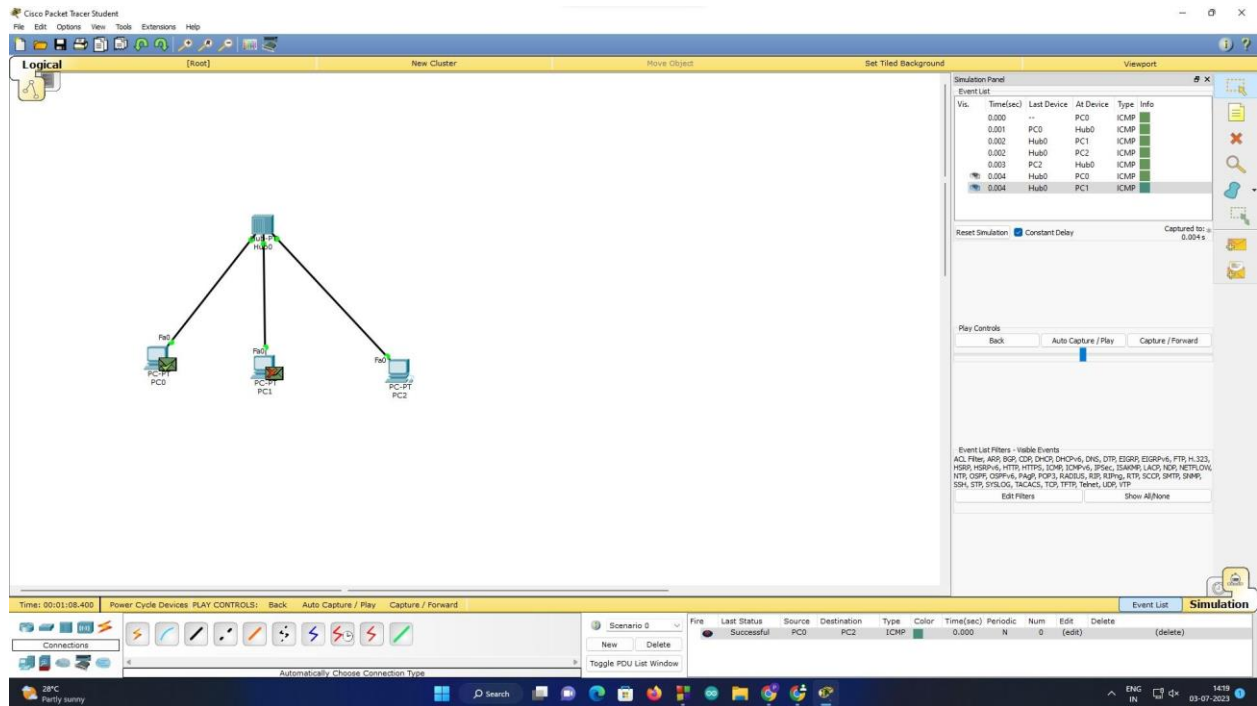 Cisco Packet Tracer Student
File Edit Options View Tools Extensions Help
Logical [Root] New Cluster Move Object Set Tiled Background Viewport
Simulation Panel
Event List
Vis. Time(sec) Last Device At Device Type Info
0.000 -- PC0 ICMP
0.001 PC0 Hub0 ICMP
0.002 Hub0 PC1 ICMP
0.002 Hub0 PC2 ICMP
0.003 PC2 Hub0 ICMP
0.004 Hub0 PC0 ICMP
0.004 Hub0 PC1 ICMP
Reset Simulation Constant Delay Captured to:
0.004 s
Hub-PT
Hub0
Fa0
PC-PT
PC0
Fa0
PC-PT
PC1
Fa0
PC-PT
PC2
Play Controls
Back Auto Capture / Play Capture / Forward
Event List Filters - Visible Events
ACL Filter, ARP, BGP, CDP, DHCP, DHCPv6, DNS, DTP, EIGRP, EIGRPv6, FTP, H.323,
HSRP, HSRPv6, HTTP, HTTPS, ICMP, ICMPv6, IPSec, ISAKMP, LACP, NDP, NETFLOW,
NTP, OSPF, OSPFv6, PAgP, POP3, RADIUS, RIP, RIPng, RTP, SCCP, SMTP, SNMP,
SSH, STP, SYSLOG, TACACS, TCP, TFTP, Telnet, UDP, VTP
Edit Filters Show All/None
Time: 00:01:08.400 Power Cycle Devices PLAY CONTROLS: Back Auto Capture / Play Capture / Forward Event List Simulation
Connections
Automatically Choose Connection Type
Scenario 0
New Delete
Toggle PDU List Window
Fire Last Status Source Destination Type Color Time(sec) Periodic Num Edit Delete
Successful PC0 PC2 ICMP 0.000 N 0 (edit) (delete)
28°C
Partly sunny
Search
ENG
IN
14:19
03-07-2023